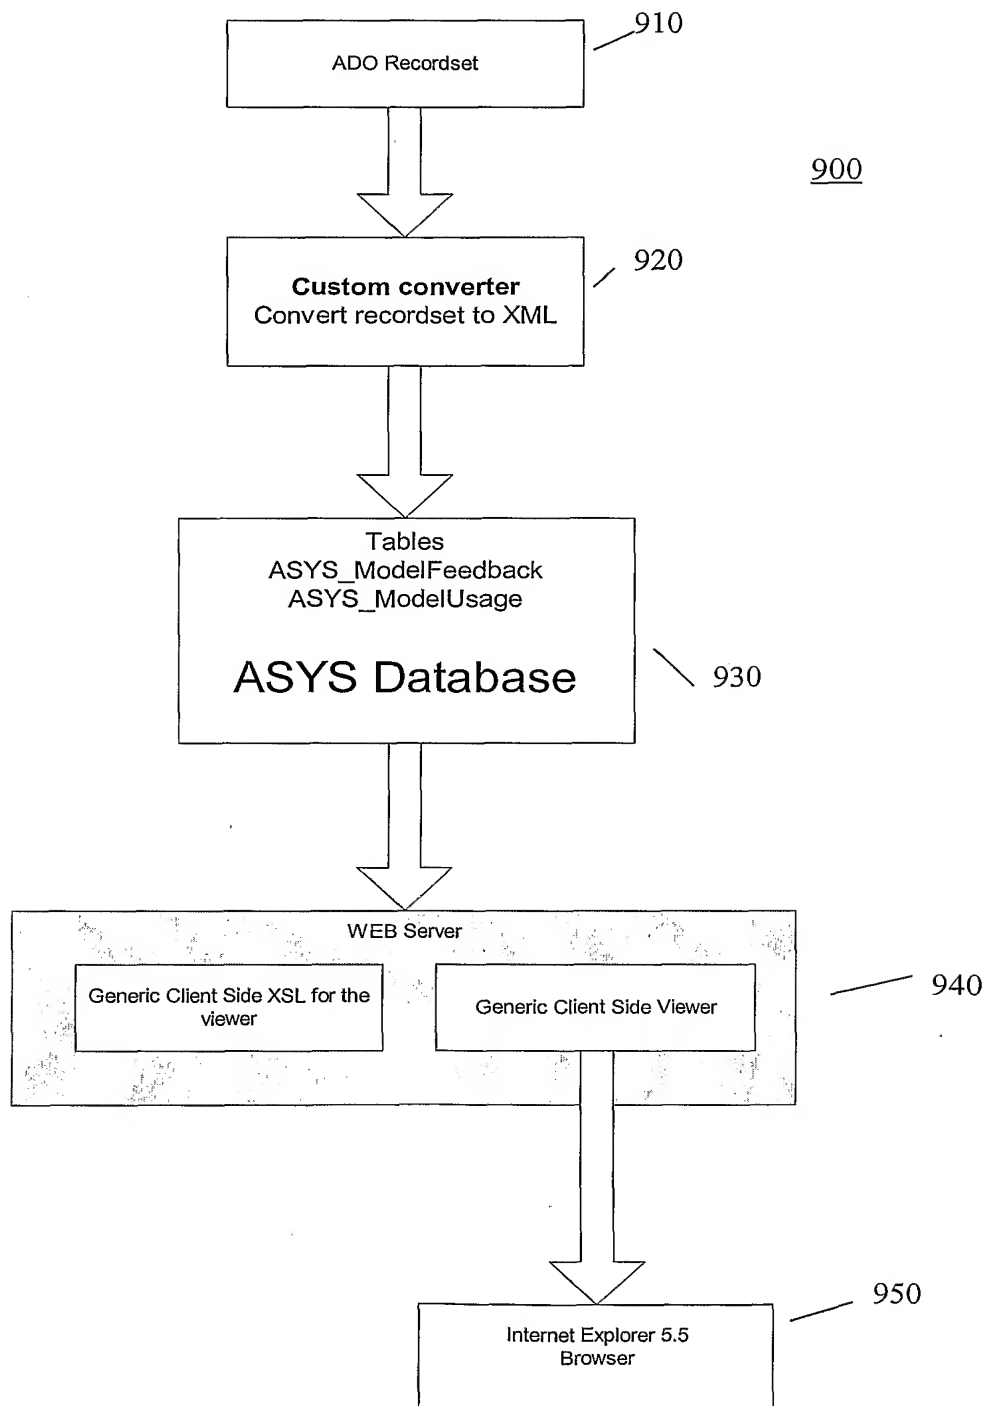 910
ADO Recordset
900
920
Custom converter
Convert recordset to XML
Tables
ASYS_ModelFeedback
ASYS_ModelUsage
ASYS Database
930
WEB Server
940
Generic Client Side XSL for the
viewer
Generic Client Side Viewer
950
Internet Explorer 5.5
Browser